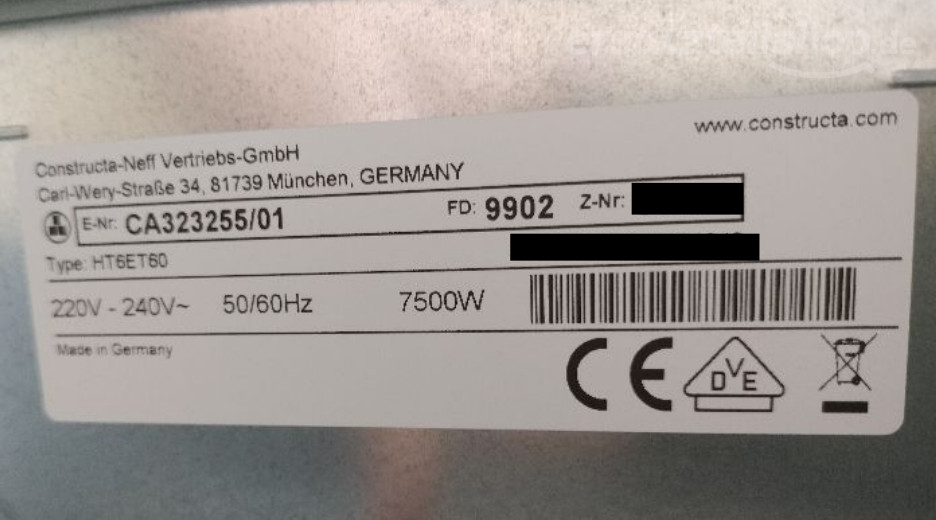 www.constructa.com
Constructa-Neff Vertriebs-GmbH
Carl-Wery-Straße 34, 81739 München, GERMANY
E-Nr: CA323255/01 FD: 9902 Z-Nr:
Type: HT6ET60
220V - 240V~ 50/60Hz 7500W
Made in Germany
CE
DVE